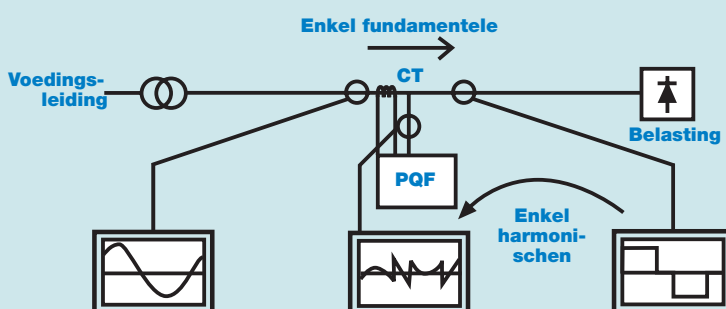 Enkel fundamentele
CT
Voedings-
leiding
Belasting
PQF
Enkel
harmoni-
schen